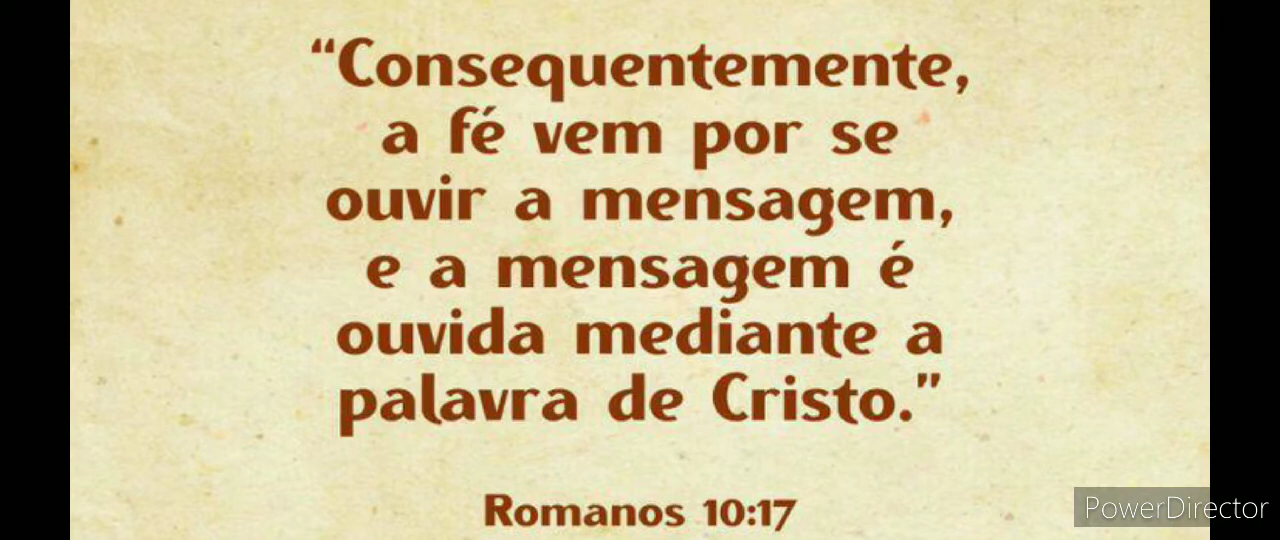 “Consequentemente,
a fé vem por se
ouvir a mensagem,
e a mensagem é
ouvida mediante a
palavra de Cristo.”
Romanos 10:17
PowerDirector